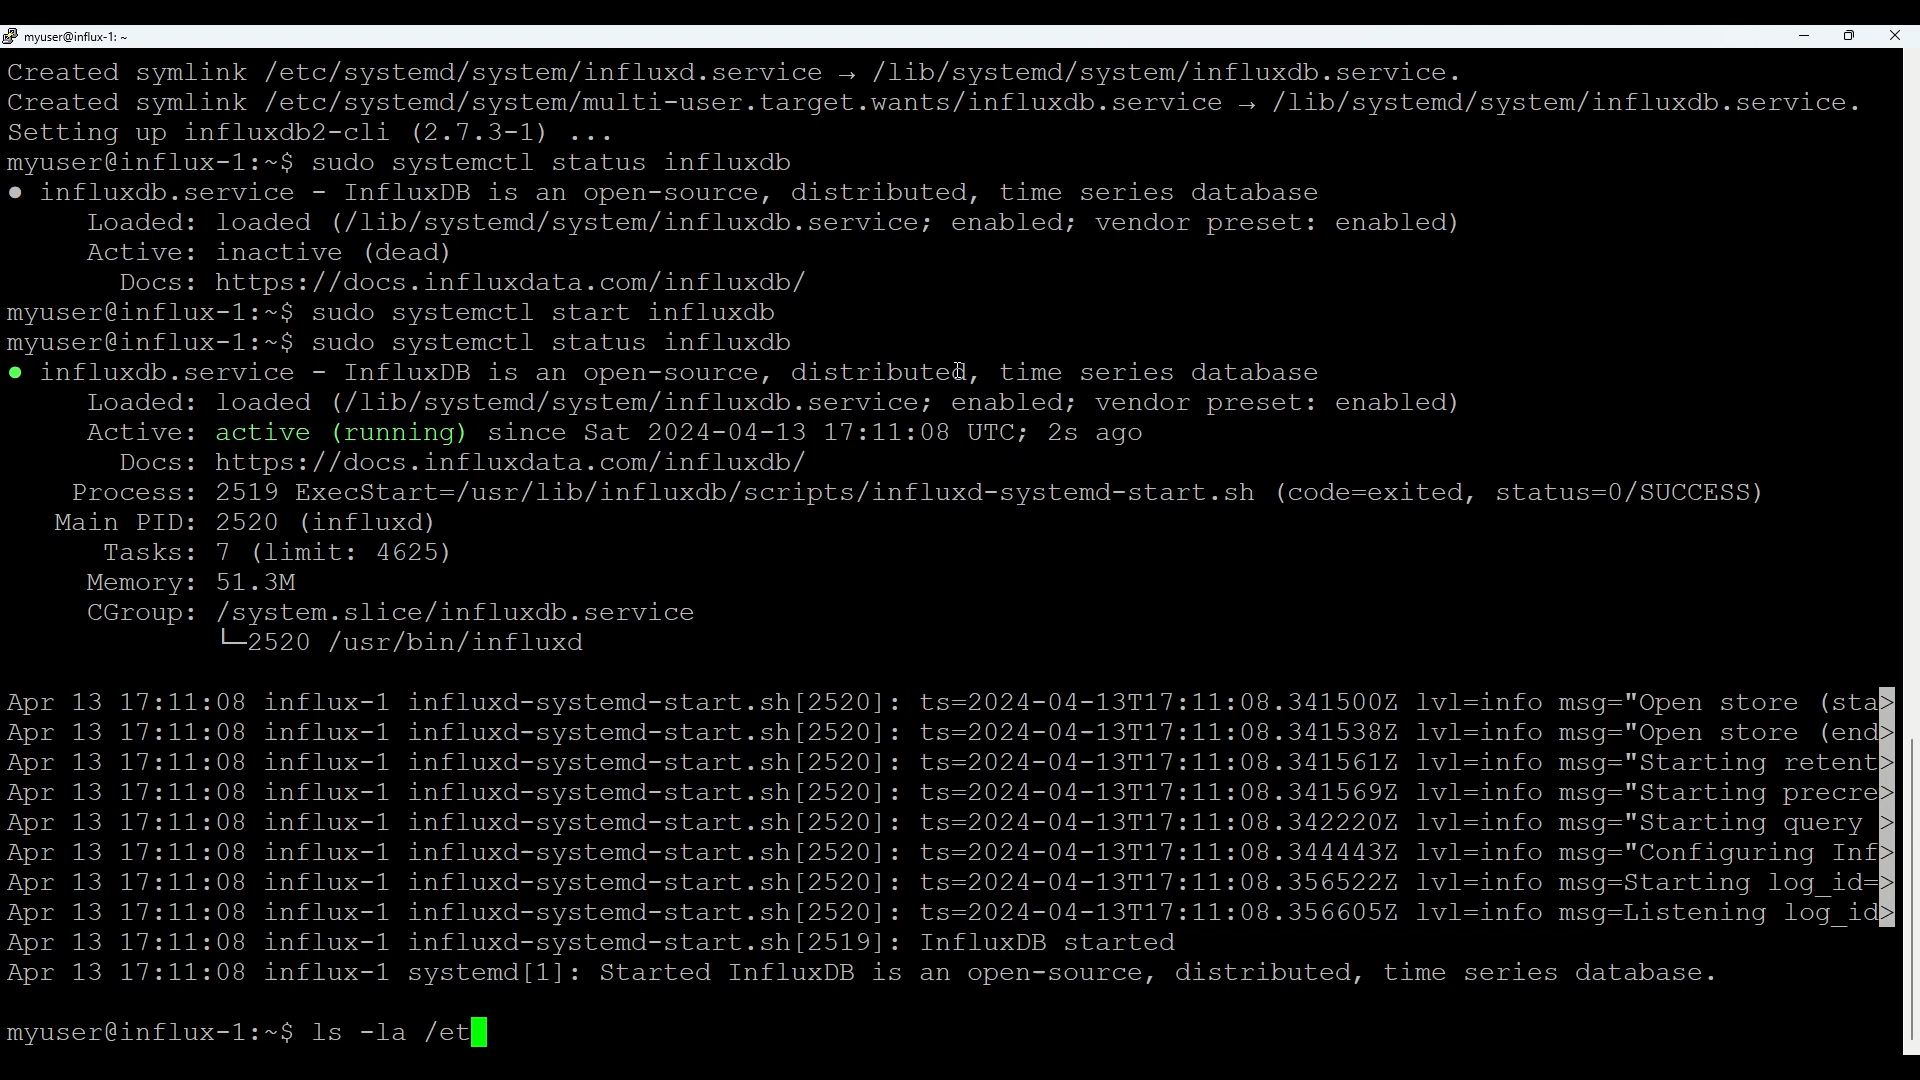 myuser@influx-1: ~
Created symlink /etc/systemd/system/influxd.service → /lib/systemd/system/influxdb.service.
Created symlink /etc/systemd/system/multi-user.target.wants/influxdb.service → /lib/systemd/system/influxdb.service.
Setting up influxdb2-cli (2.7.3-1) ...
myuser@influx-1:~$ sudo systemctl status influxdb
● influxdb.service - InfluxDB is an open-source, distributed, time series database
Loaded: loaded (/lib/systemd/system/influxdb.service; enabled; vendor preset: enabled)
Active: inactive (dead)
Docs: https://docs.influxdata.com/influxdb/
myuser@influx-1:~$ sudo systemctl start influxdb
myuser@influx-1:~$ sudo systemctl status influxdb
● influxdb.service - InfluxDB is an open-source, distributed, time series database
Loaded: loaded (/lib/systemd/system/influxdb.service; enabled; vendor preset: enabled)
Active: active (running) since Sat 2024-04-13 17:11:08 UTC; 2s ago
Docs: https://docs.influxdata.com/influxdb/
Process: 2519 ExecStart=/usr/lib/influxdb/scripts/influxd-systemd-start.sh (code=exited, status=0/SUCCESS)
Main PID: 2520 (influxd)
Tasks: 7 (limit: 4625)
Memory: 51.3M
CGroup: /system.slice/influxdb.service
└─2520 /usr/bin/influxd
Apr 13 17:11:08 influx-1 influxd-systemd-start.sh[2520]: ts=2024-04-13T17:11:08.341500Z lvl=info msg="Open store (sta>
Apr 13 17:11:08 influx-1 influxd-systemd-start.sh[2520]: ts=2024-04-13T17:11:08.341538Z lvl=info msg="Open store (end>
Apr 13 17:11:08 influx-1 influxd-systemd-start.sh[2520]: ts=2024-04-13T17:11:08.341561Z lvl=info msg="Starting retent>
Apr 13 17:11:08 influx-1 influxd-systemd-start.sh[2520]: ts=2024-04-13T17:11:08.341569Z lvl=info msg="Starting precre>
Apr 13 17:11:08 influx-1 influxd-systemd-start.sh[2520]: ts=2024-04-13T17:11:08.342220Z lvl=info msg="Starting query >
Apr 13 17:11:08 influx-1 influxd-systemd-start.sh[2520]: ts=2024-04-13T17:11:08.344443Z lvl=info msg="Configuring Inf>
Apr 13 17:11:08 influx-1 influxd-systemd-start.sh[2520]: ts=2024-04-13T17:11:08.356522Z lvl=info msg=Starting log_id=>
Apr 13 17:11:08 influx-1 influxd-systemd-start.sh[2520]: ts=2024-04-13T17:11:08.356605Z lvl=info msg=Listening log_id>
Apr 13 17:11:08 influx-1 influxd-systemd-start.sh[2519]: InfluxDB started
Apr 13 17:11:08 influx-1 systemd[1]: Started InfluxDB is an open-source, distributed, time series database.
myuser@influx-1:~$ ls -la /et